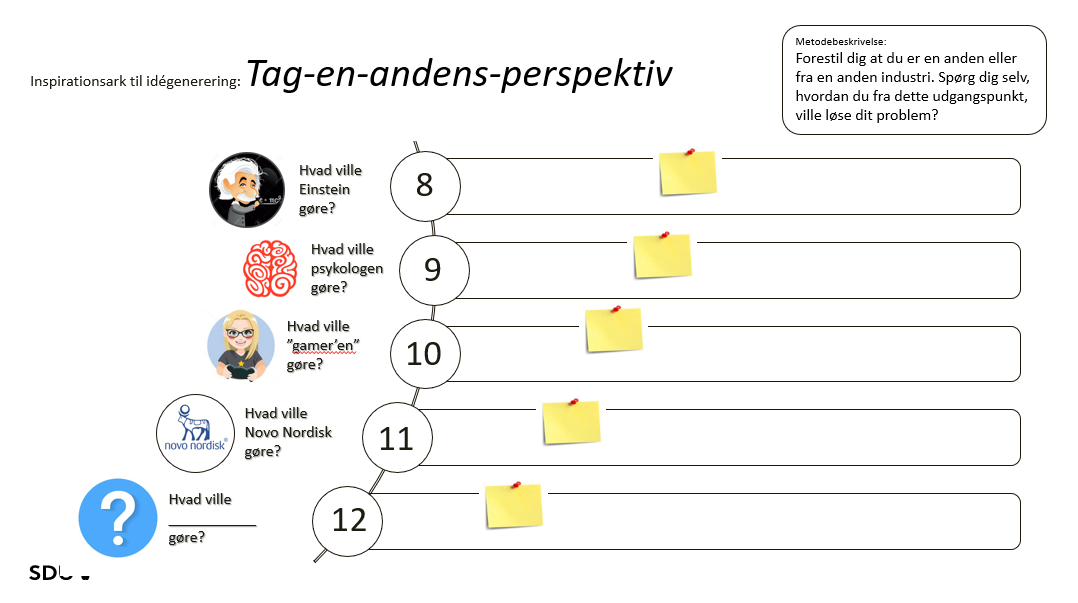 Inspirationsark til idégenerering: Tag-en-andens-perspektiv
Metodebeskrivelse:
Forestil dig at du er en anden eller
fra en anden industri. Spørg dig selv,
hvordan du fra dette udgangspunkt,
ville løse dit problem?
Hvad ville
Einstein
gøre?
8
Hvad ville
psykologen
gøre?
9
Hvad ville
”gamer’en”
gøre?
10
novo nordisk®
Hvad ville
Novo Nordisk
gøre?
11
?
Hvad ville
___________
gøre?
12
SDU